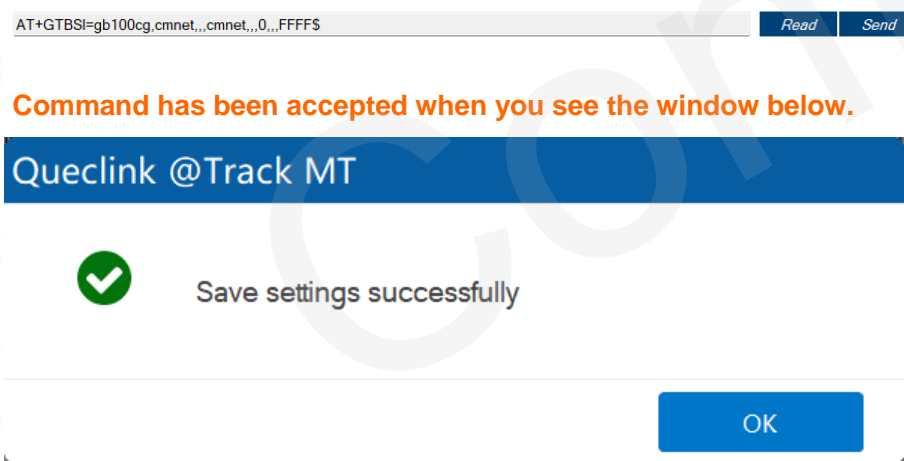 AT+GTBSI=gb100cg,cmnet,,,cmnet,,,0,,,FFFF$ Read Send
Command has been accepted when you see the window below.
Queclink @Track MT
Save settings successfully
OK